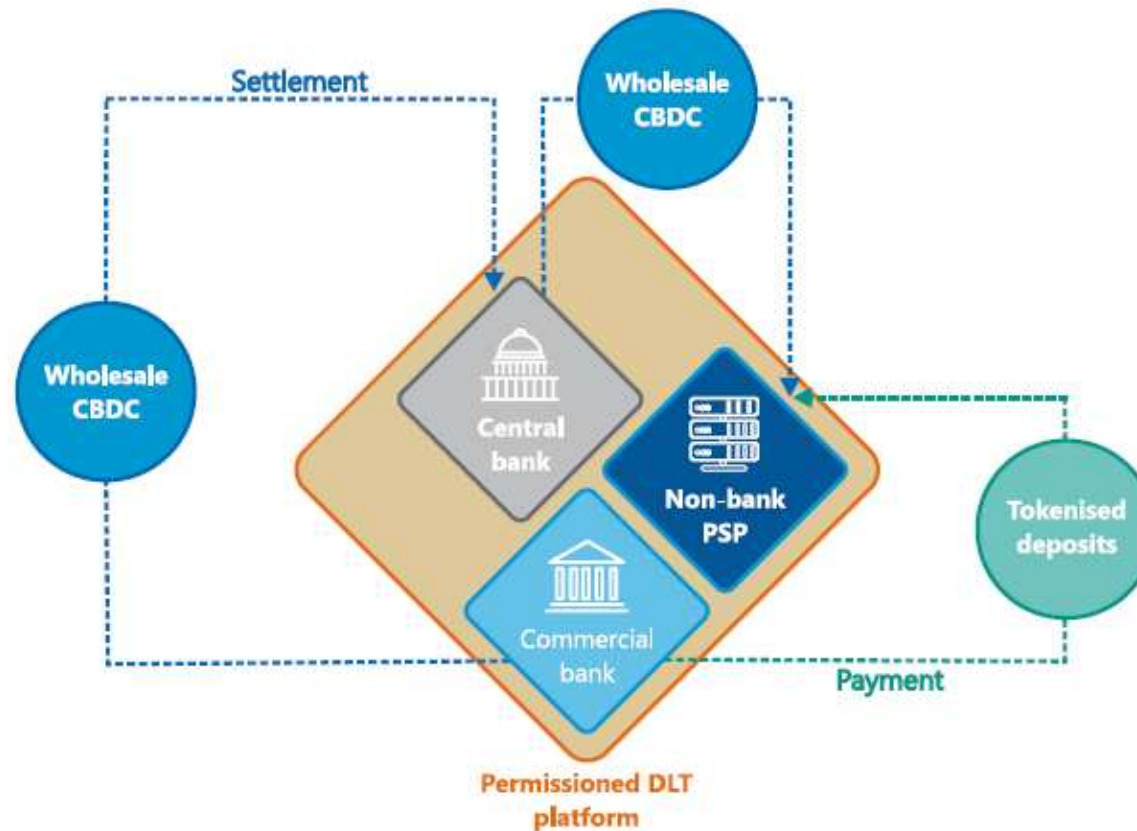 Settlement
Wholesale
CBDC
Wholesale
CBDC
Central
bank
Non-bank
PSP
Tokenised
deposits
Commercial
bank
Payment
Permissioned DLT
platform